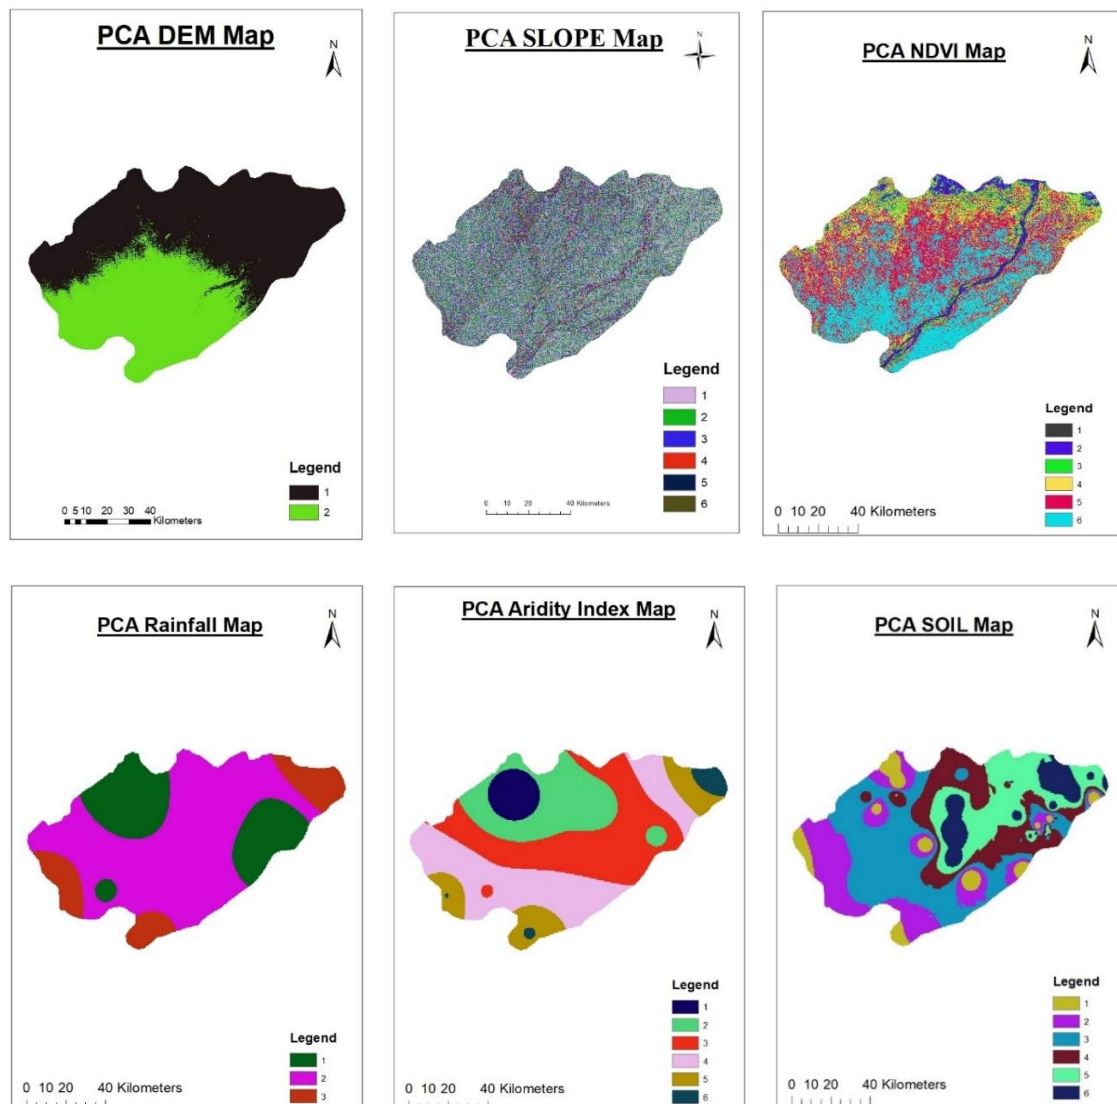 PCA DEM Map
N
Legend
1
2
0 5 10 20 30 40
Kilometers
PCA SLOPE Map
N
Legend
1
2
3
4
5
6
0 10 20 40 Kilometers
PCA NDVI Map
N
Legend
1
2
3
4
5
6
0 10 20 40 Kilometers
PCA Rainfall Map
N
Legend
1
2
3
0 10 20 40 Kilometers
PCA Aridity Index Map
N
Legend
1
2
3
4
5
6
0 10 20 40 Kilometers
PCA SOIL Map
N
Legend
1
2
3
4
5
6
0 10 20 40 Kilometers